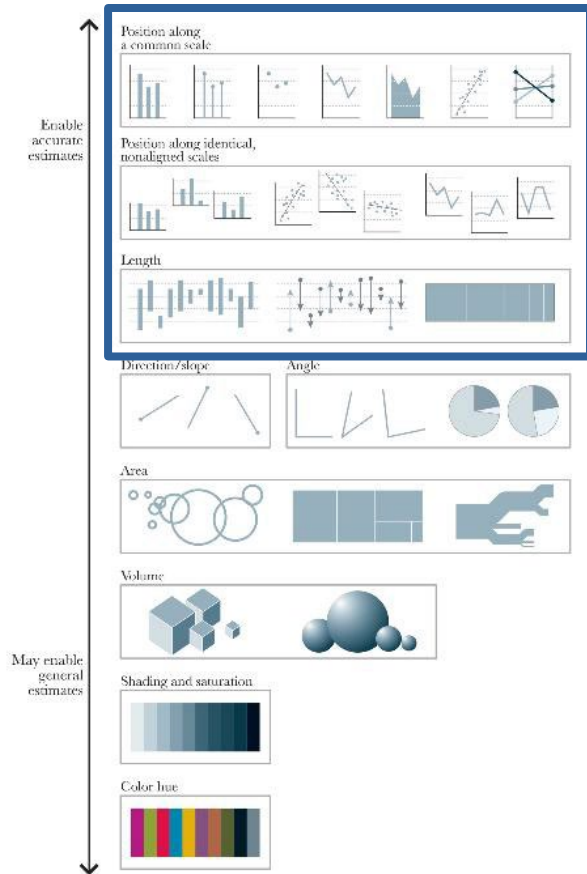 Position along
a common scale
Enable
accurate
estimates
Position along identical,
nonaligned scales
Length
Direction/slope
Angle
Area
Volume
May enable
general
estimates
Shading and saturation
Color hue